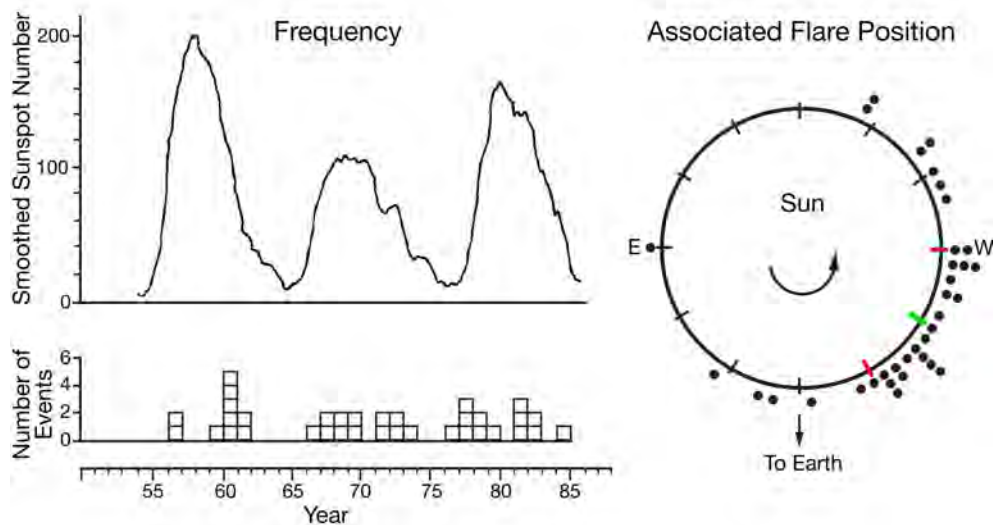 Frequency
Smoothed Sunspot Number
200
100
0
Number of
Events
6
4
2
0
55 60 65 70 75 80 85
Year
Associated Flare Position
Sun
E
W
To Earth